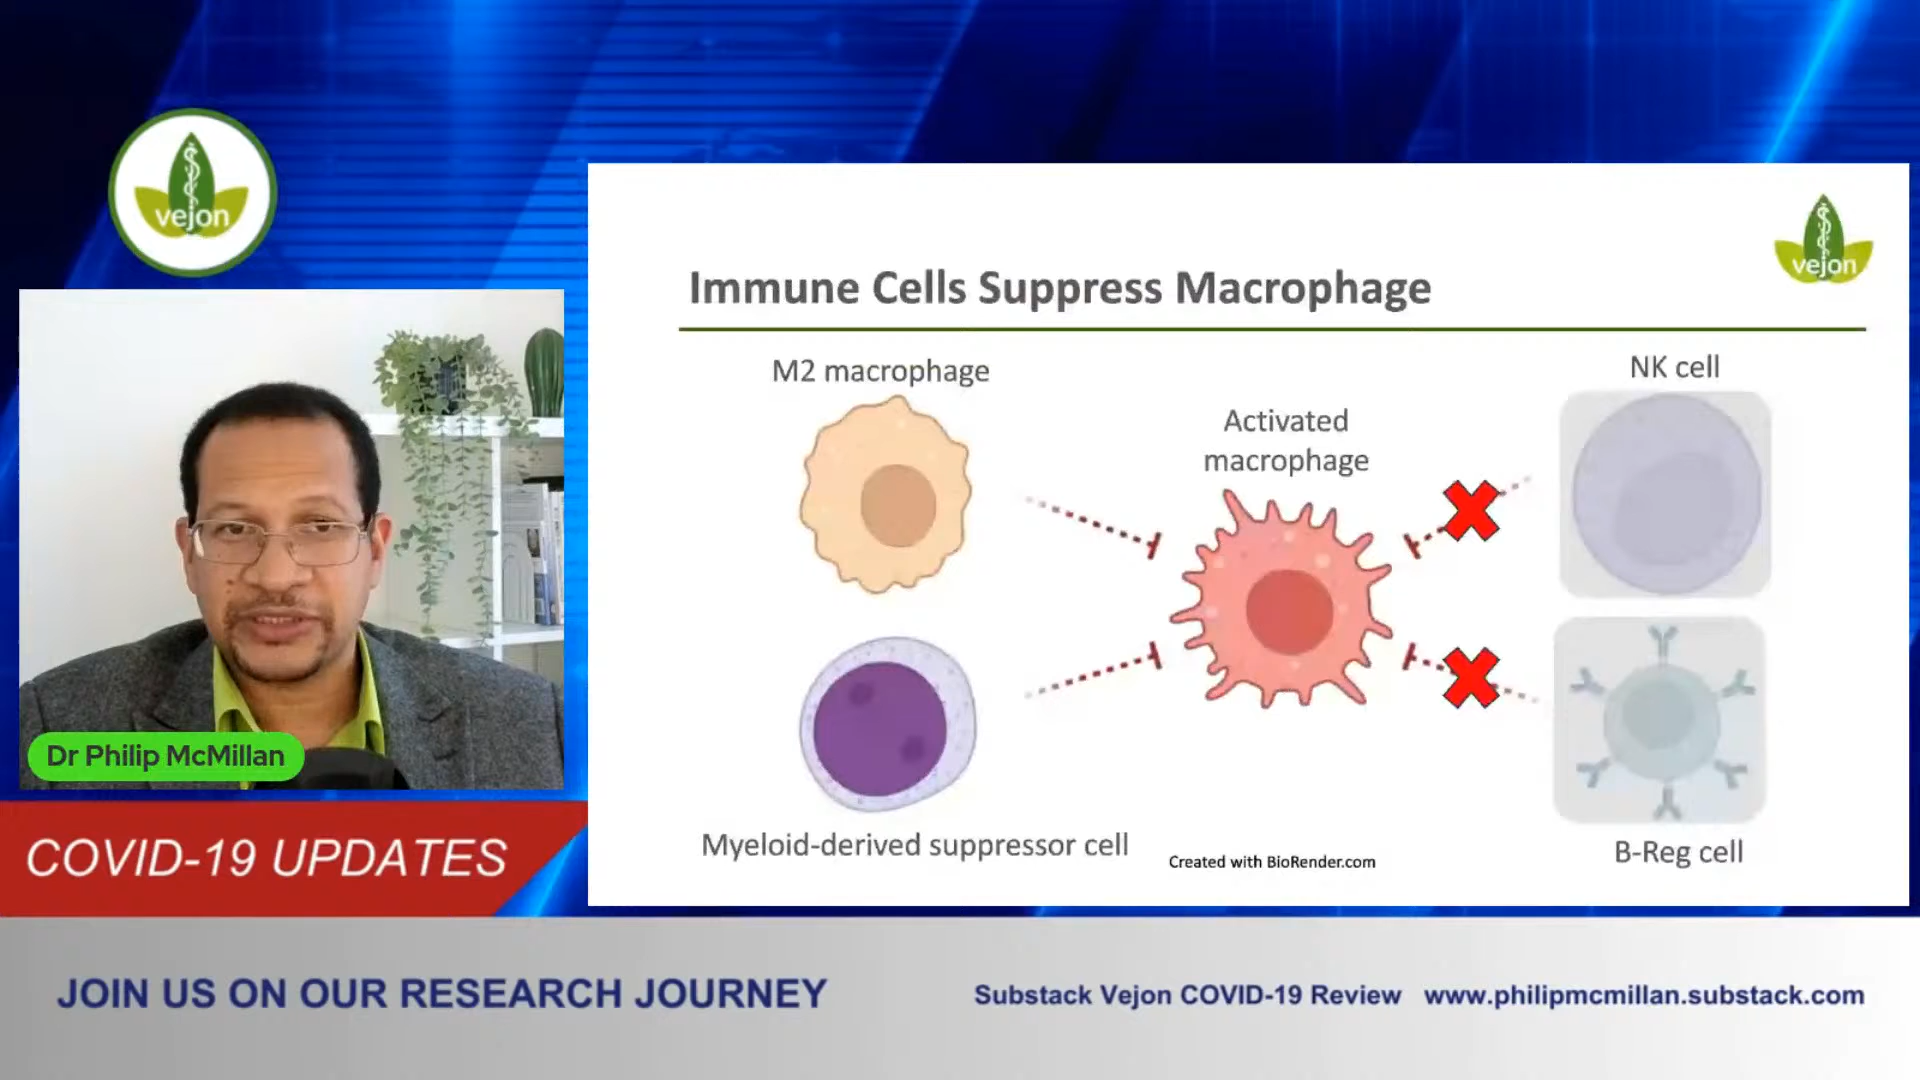 vejon
vejon
Immune Cells Suppress Macrophage
M2 macrophage
NK cell
Activated
macrophage
Myeloid-derived suppressor cell
Created with BioRender.com
B-Reg cell
Dr Philip McMillan
COVID-19 UPDATES
JOIN US ON OUR RESEARCH JOURNEY
Substack Vejon COVID-19 Review www.philipmcmillan.substack.com